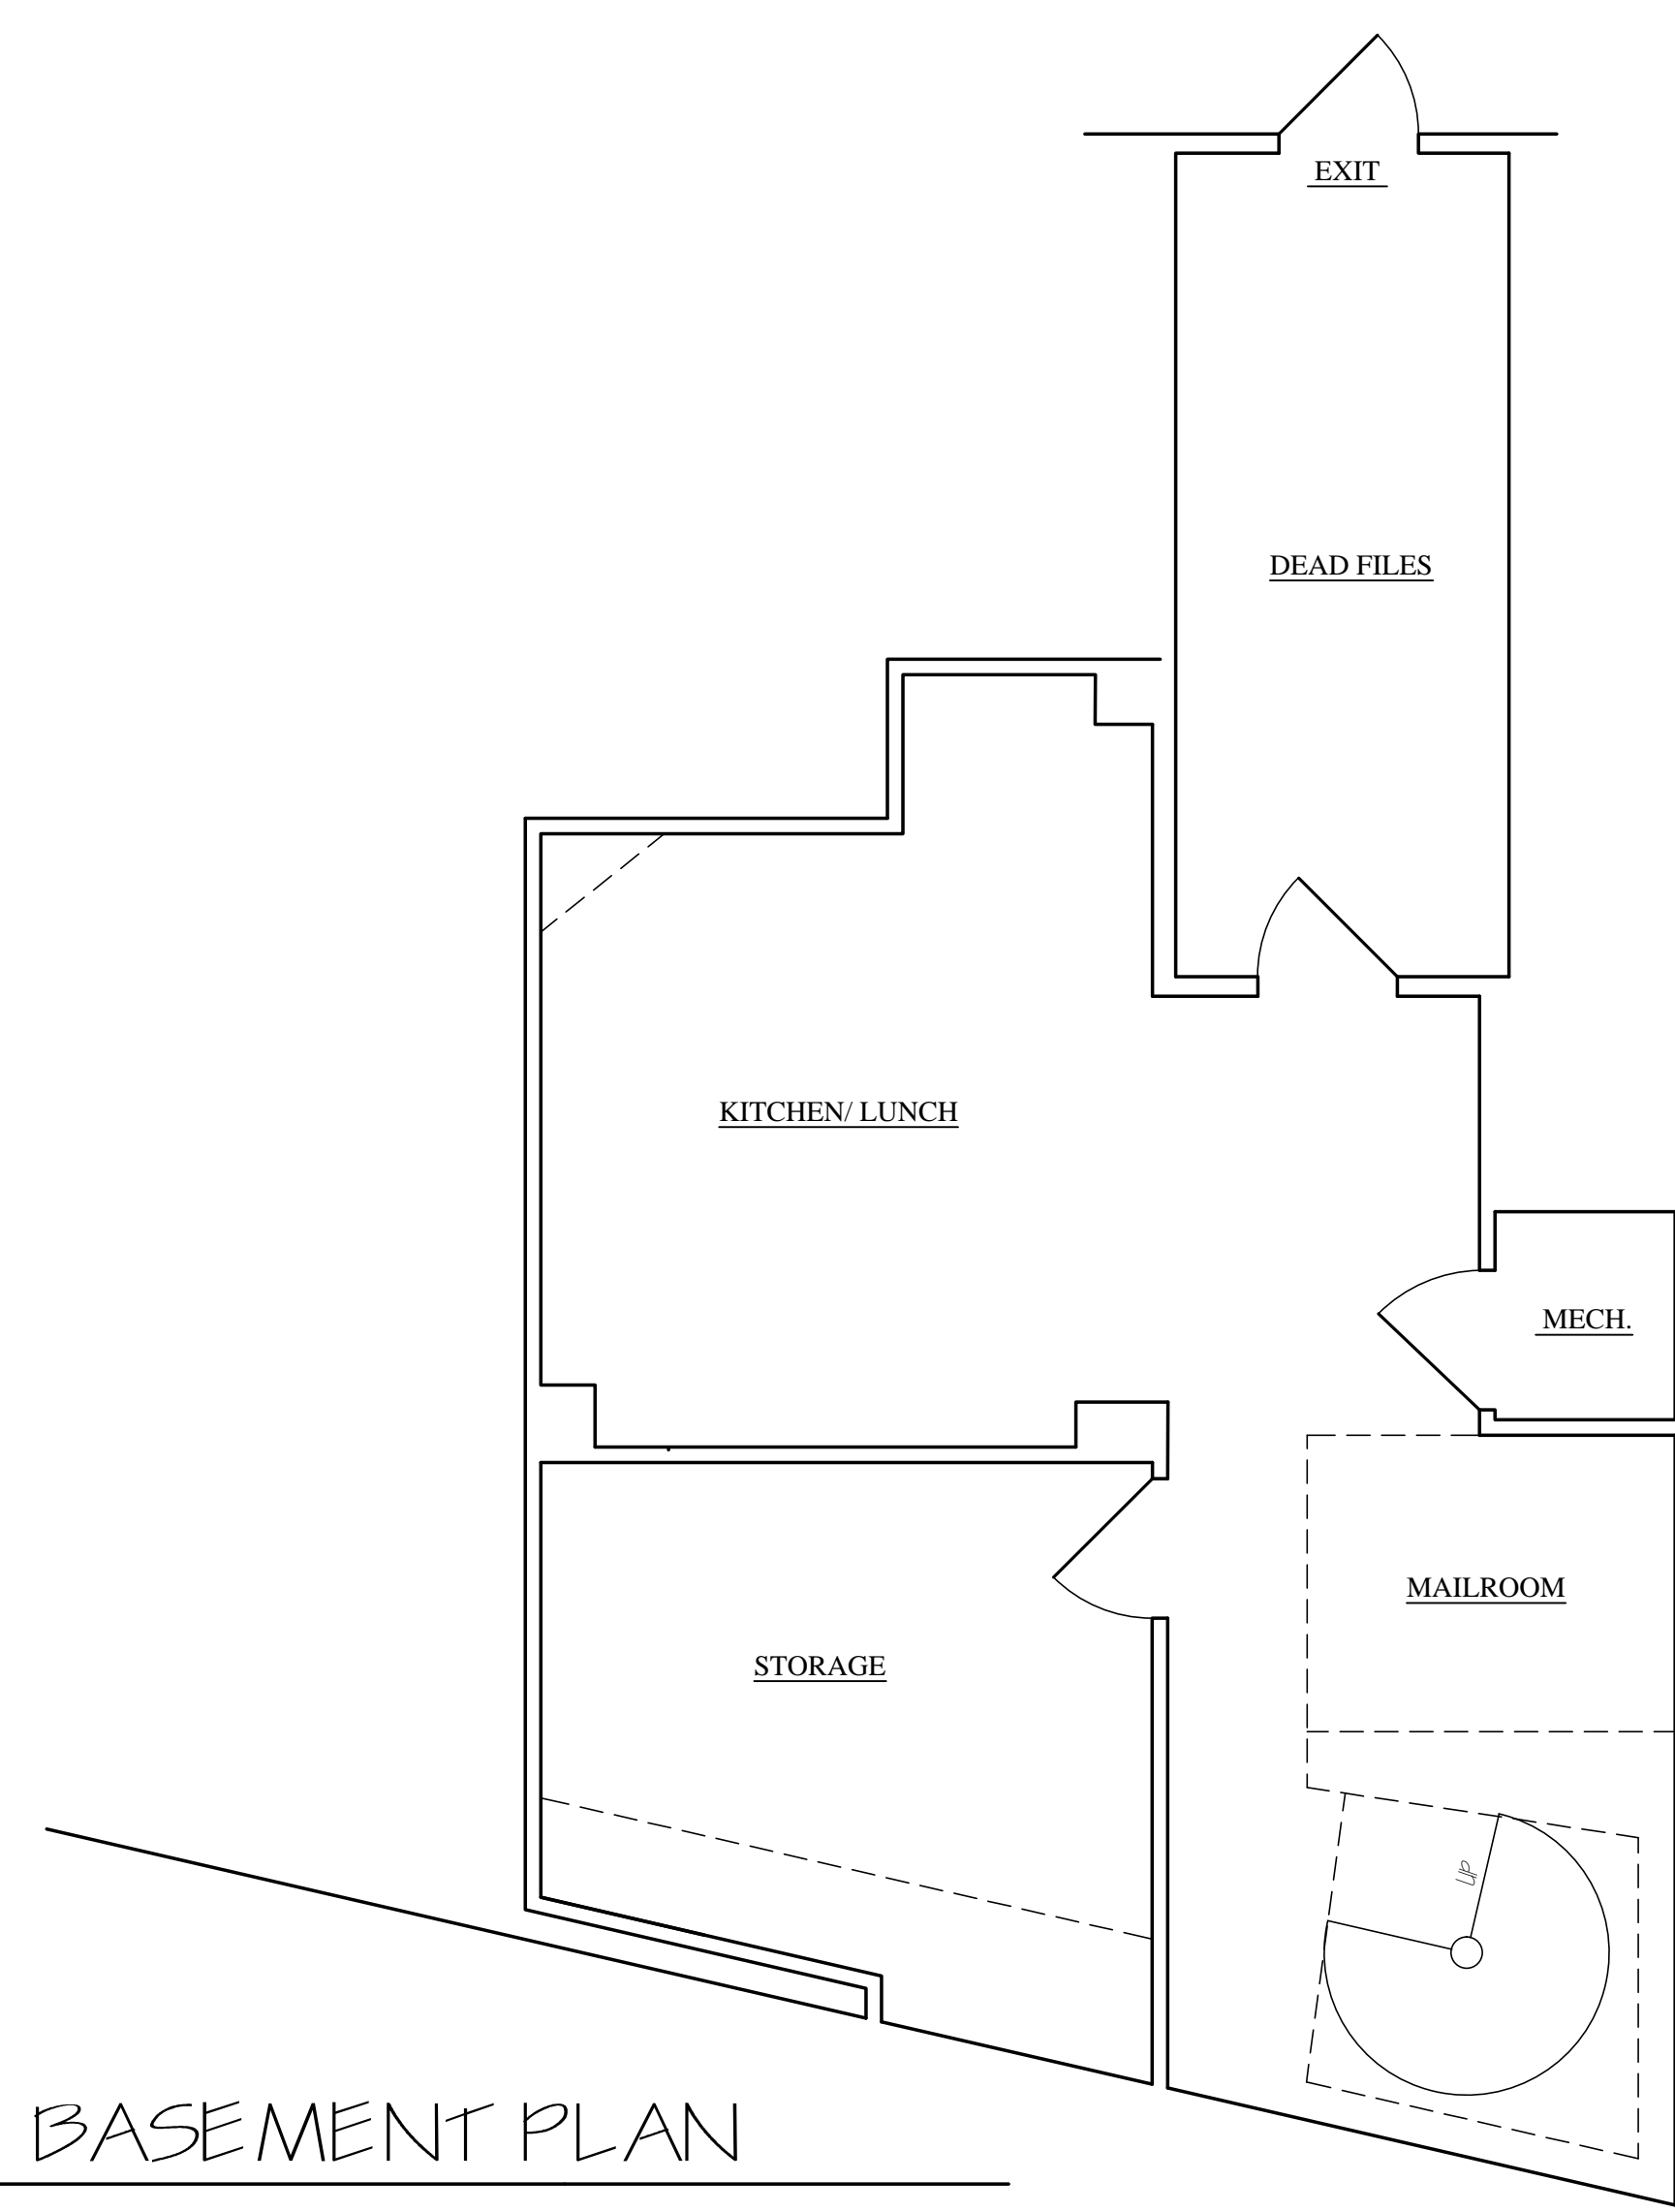 EXIT
DEAD FILES
KITCHEN/ LUNCH
MECH.
MAILROOM
STORAGE
UP
BASEMENT PLAN